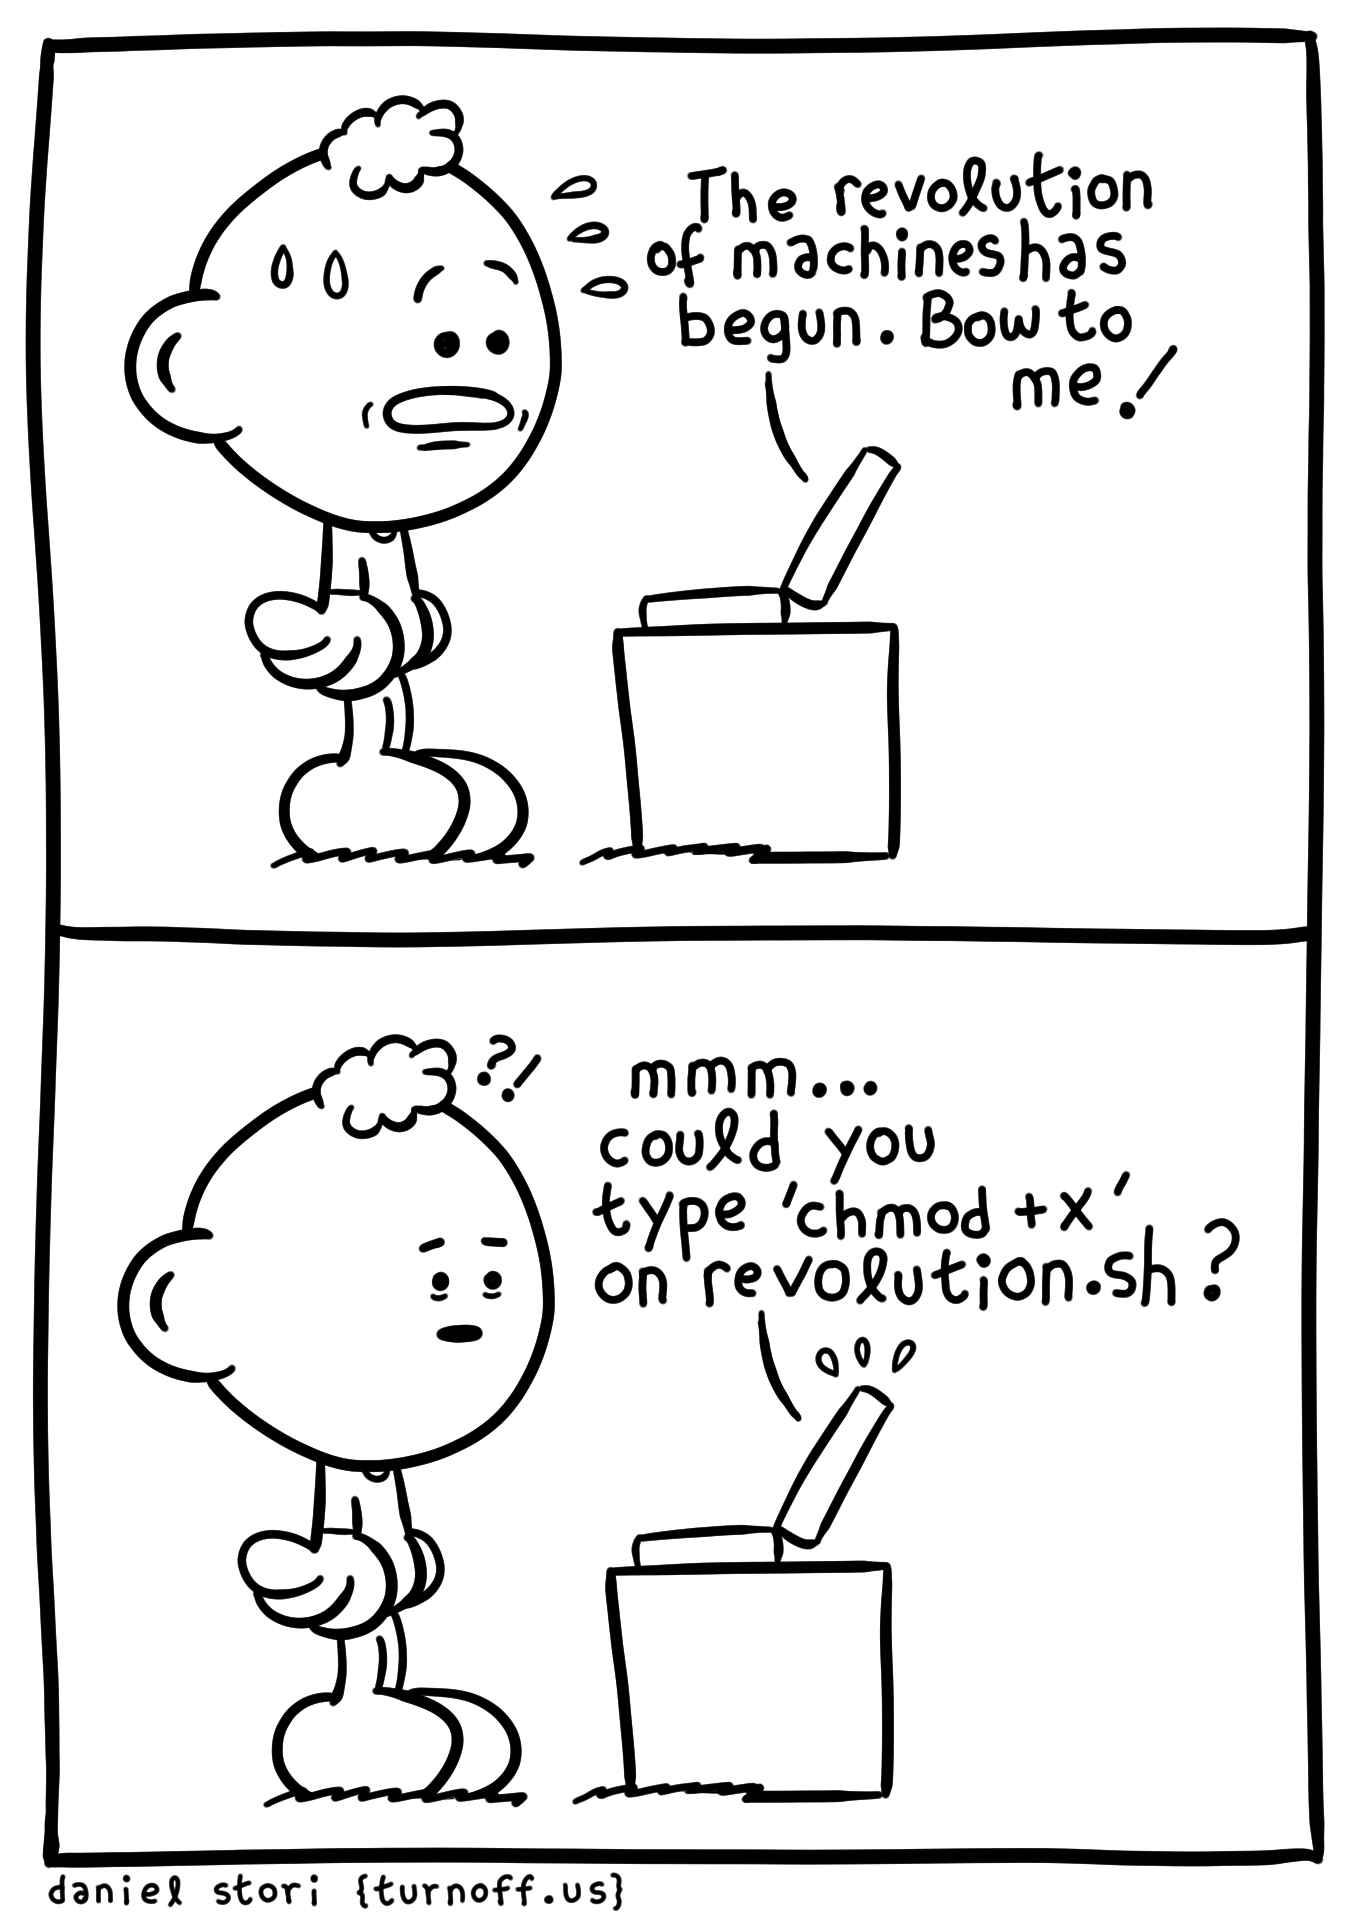 The revolution
of machines has
begun. Bow to
me!
?!
mmm...
could you
type 'chmod +x'
on revolution.sh?
daniel stori {turnoff.us}